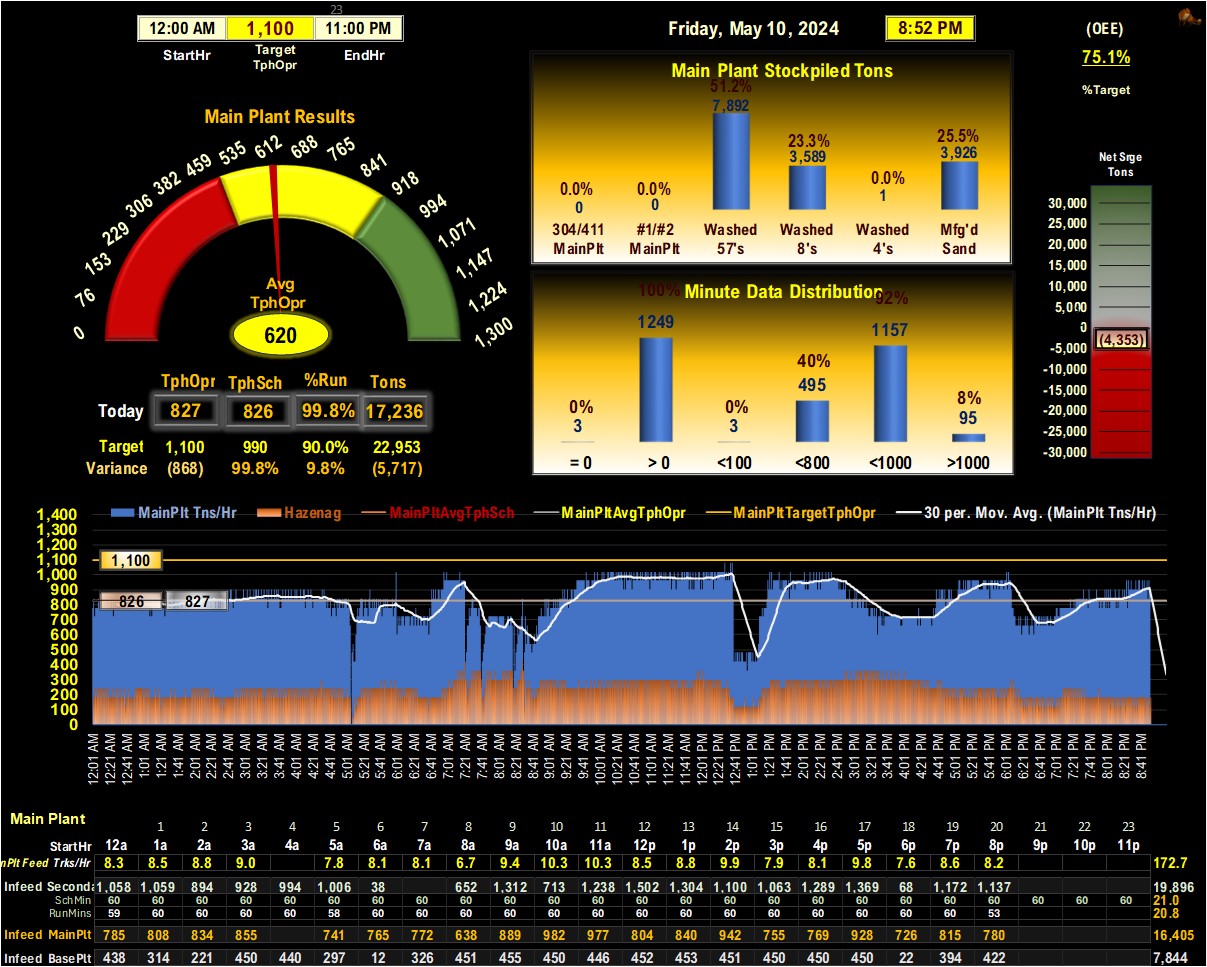 23
12:00 AM 1,100 11:00 PM
StartHr Target TphOpr EndHr
Friday, May 10, 2024 8:52 PM
(OEE)
75.1%
%Target
Main Plant Results
0 76 153 229 306 382 459 535 612 688 765 841 918 994 1,071 1,147 1,224 1,300
Avg
TphOpr
620
TphOpr TphSch %Run Tons
Today 827 826 99.8% 17,236
Target 1,100 990 90.0% 22,953
Variance (868) 99.8% 9.8% (5,717)
Main Plant Stockpiled Tons
0.0% 0.0% 51.2% 23.3% 0.0% 25.5%
0 0 7,892 3,589 1 3,926
304/411 #1/#2 Washed Washed Washed Mfg'd
MainPlt MainPlt 57's 8's 4's Sand
Minute Data Distribution
0% 100% 0% 40% 92% 8%
3 1249 3 495 1157 95
= 0 > 0 <100 <800 <1000 >1000
Net Srge
Tons
30,000
25,000
20,000
15,000
10,000
5,000
0
(4,353)
-5,000
-10,000
-15,000
-20,000
-25,000
-30,000
MainPlt Tns/Hr Hazenag MainPltAvgTphSch MainPltAvgTphOpr MainPltTargetTphOpr 30 per. Mov. Avg. (MainPlt Tns/Hr)
1,400
1,300
1,200
1,100
1,000
900
800
700
600
500
400
300
200
100
0
1,100
826 827
12:01 AM 12:21 AM 12:41 AM 1:01 AM 1:21 AM 1:41 AM 2:01 AM 2:21 AM 2:41 AM 3:01 AM 3:21 AM 3:41 AM 4:01 AM 4:21 AM 4:41 AM 5:01 AM 5:21 AM 5:41 AM 6:01 AM 6:21 AM 6:41 AM 7:01 AM 7:21 AM 7:41 AM 8:01 AM 8:21 AM 8:41 AM 9:01 AM 9:21 AM 9:41 AM 10:01 AM 10:21 AM 10:41 AM 11:01 AM 11:21 AM 11:41 AM 12:01 PM 12:21 PM 12:41 PM 1:01 PM 1:21 PM 1:41 PM 2:01 PM 2:21 PM 2:41 PM 3:01 PM 3:21 PM 3:41 PM 4:01 PM 4:21 PM 4:41 PM 5:01 PM 5:21 PM 5:41 PM 6:01 PM 6:21 PM 6:41 PM 7:01 PM 7:21 PM 7:41 PM 8:01 PM 8:21 PM 8:41 PM
Main Plant
1 2 3 4 5 6 7 8 9 10 11 12 13 14 15 16 17 18 19 20 21 22 23
StartHr 12a 1a 2a 3a 4a 5a 6a 7a 8a 9a 10a 11a 12p 1p 2p 3p 4p 5p 6p 7p 8p 9p 10p 11p
nPlt Feed Trks/Hr 8.3 8.5 8.8 9.0 7.8 8.1 8.1 6.7 9.4 10.3 10.3 8.5 8.8 9.9 7.9 8.1 9.8 7.6 8.6 8.2 172.7
Infeed Seconda 1,058 1,059 894 928 994 1,006 38 652 1,312 713 1,238 1,502 1,304 1,100 1,063 1,289 1,369 68 1,172 1,137 19,896
SchMin 60 60 60 60 60 60 60 60 60 60 60 60 60 60 60 60 60 60 60 60 60 60 60 60 21.0
RunMins 59 60 60 60 60 58 60 60 60 60 60 60 60 60 60 60 60 60 60 60 53 20.8
Infeed MainPlt 785 808 834 855 741 765 772 638 889 982 977 804 840 942 755 769 928 726 815 780 16,405
Infeed BasePlt 438 314 221 450 440 297 12 326 451 455 450 446 452 453 451 450 450 450 22 394 422 7,844